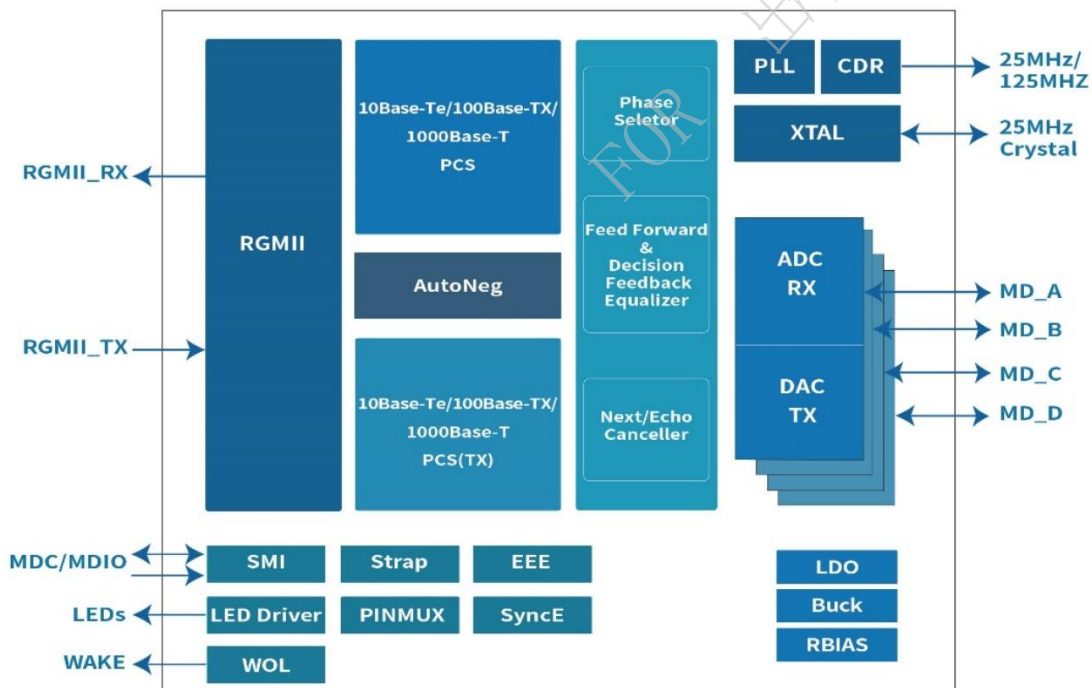 RGMII_RX
RGMII_TX
MDC/MDIO
LEDs
WAKE
RGMII
10Base-Te/100Base-TX/
1000Base-T
PCS
AutoNeg
10Base-Te/100Base-TX/
1000Base-T
PCS(TX)
Phase
Seletor
Feed Forward
&
Decision
Feedback
Equalizer
Next/Echo
Canceller
PLL
CDR
25MHz/
125MHZ
XTAL
25MHz
Crystal
ADC
RX
DAC
TX
MD_A
MD_B
MD_C
MD_D
SMI
Strap
EEE
LED Driver
PINMUX
SyncE
WOL
LDO
Buck
RBIAS
FOR